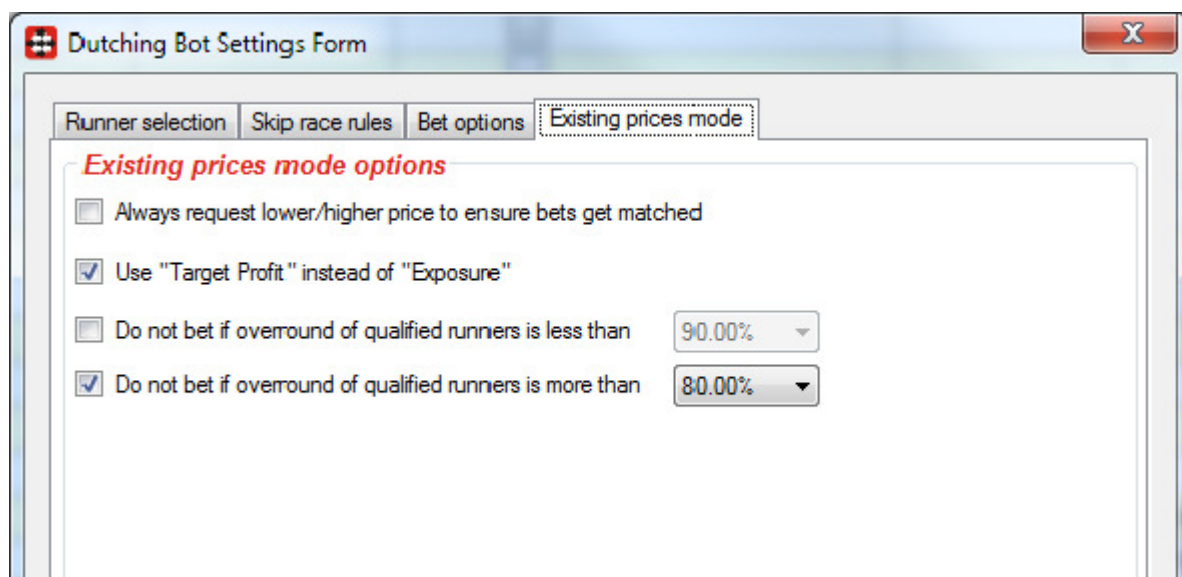 Dutching Bot Settings Form
X
Runner selection Skip race rules Bet options Existing prices mode
Existing prices mode options
Always request lower/higher price to ensure bets get matched
Use "Target Profit" instead of "Exposure"
Do not bet if overround of qualified runners is less than 90.00%
Do not bet if overround of qualified runners is more than 80.00%